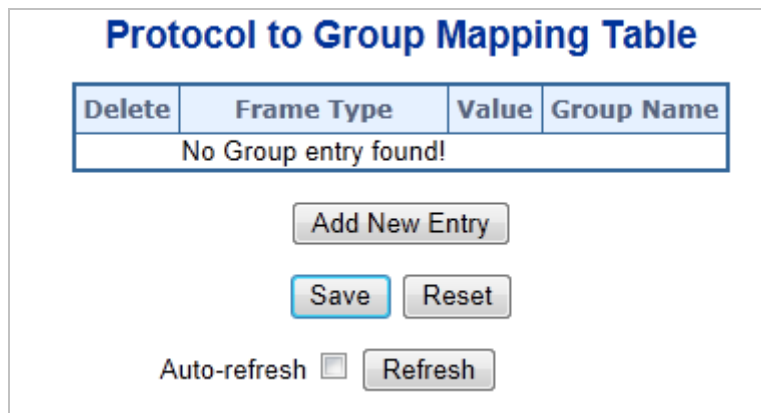 Protocol to Group Mapping Table
Delete Frame Type Value Group Name
No Group entry found!
Add New Entry
Save Reset
Auto-refresh Refresh